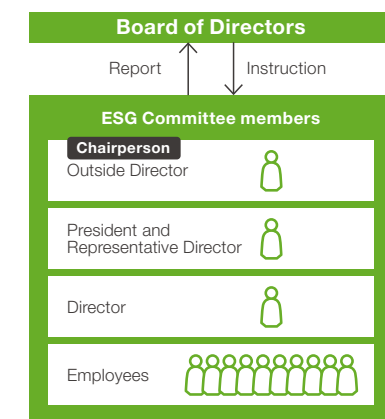 Board of Directors
Report
Instruction
ESG Committee members
Chairperson
Outside Director
President and
Representative Director
Director
Employees